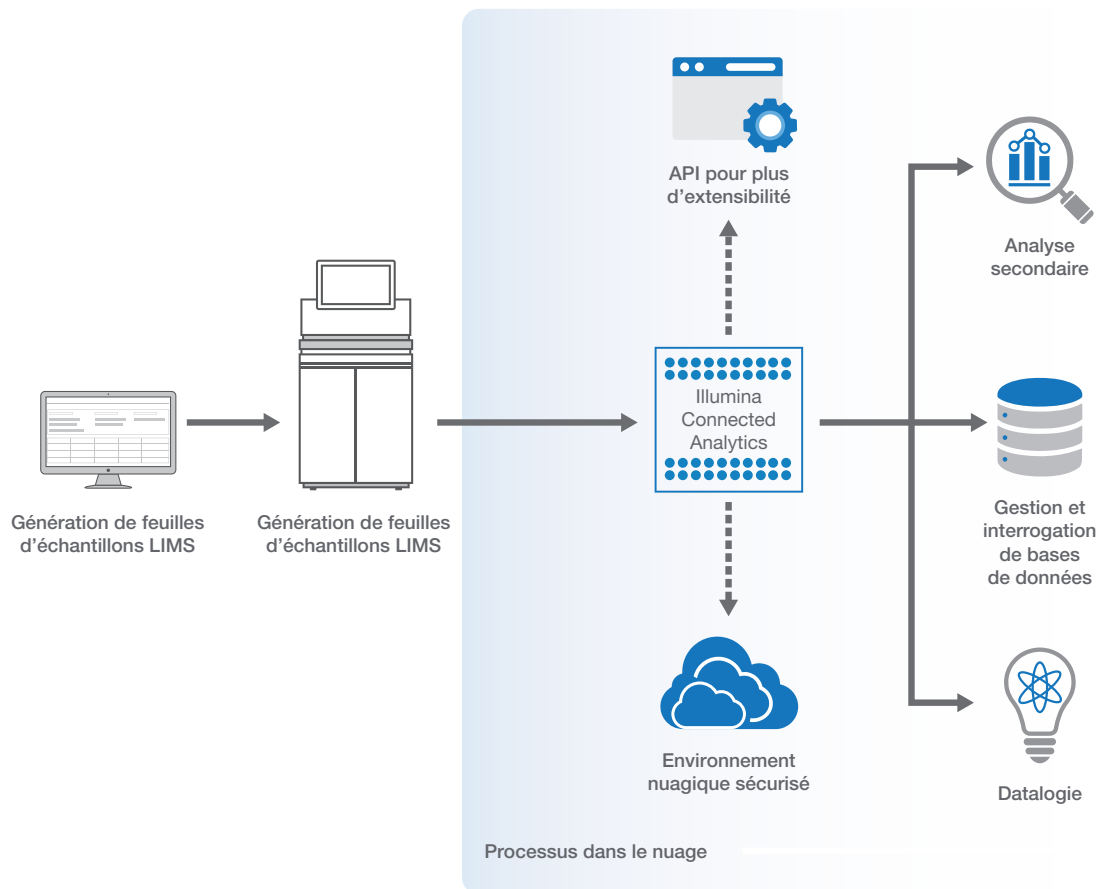 API pour plus
d'extensibilité
Analyse
secondaire
Illumina
Connected
Analytics
Génération de feuilles
d'échantillons LIMS
Génération de feuilles
d'échantillons LIMS
Gestion et
interrogation
de bases
de données
Environnement
nuagique sécurisé
Datalogie
Processus dans le nuage